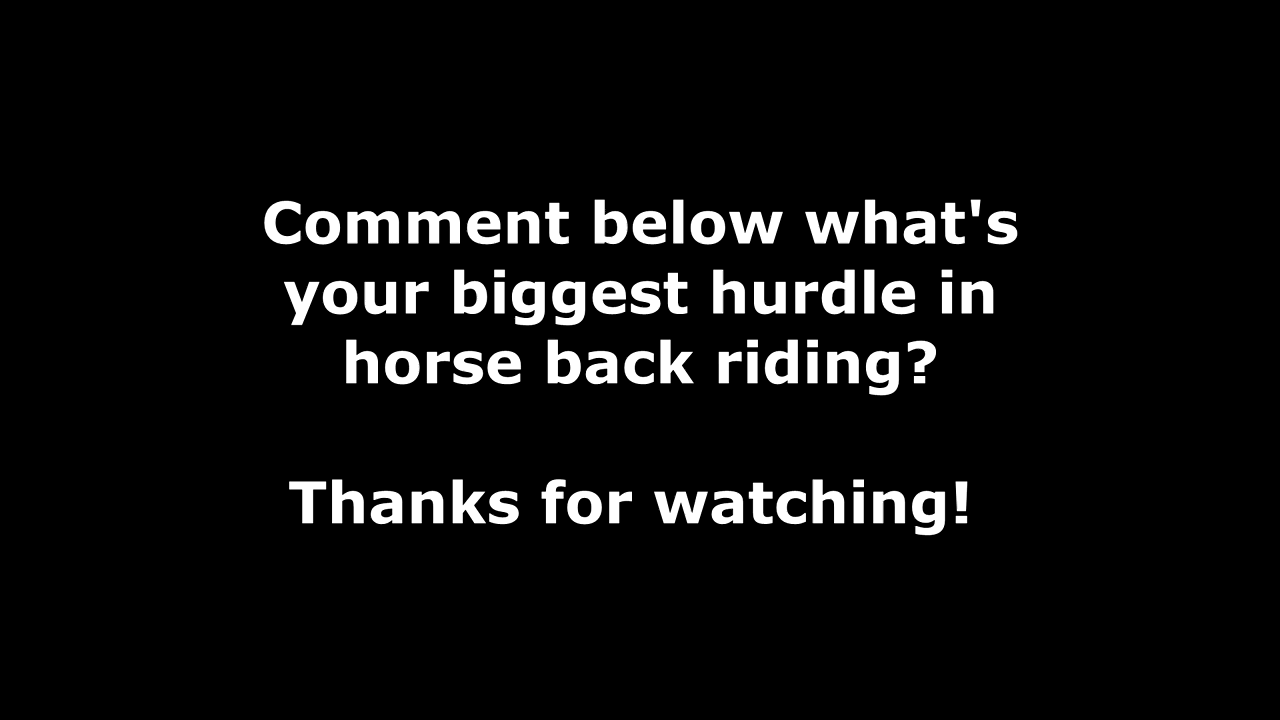 Comment below what's
your biggest hurdle in
horse back riding?
Thanks for watching!